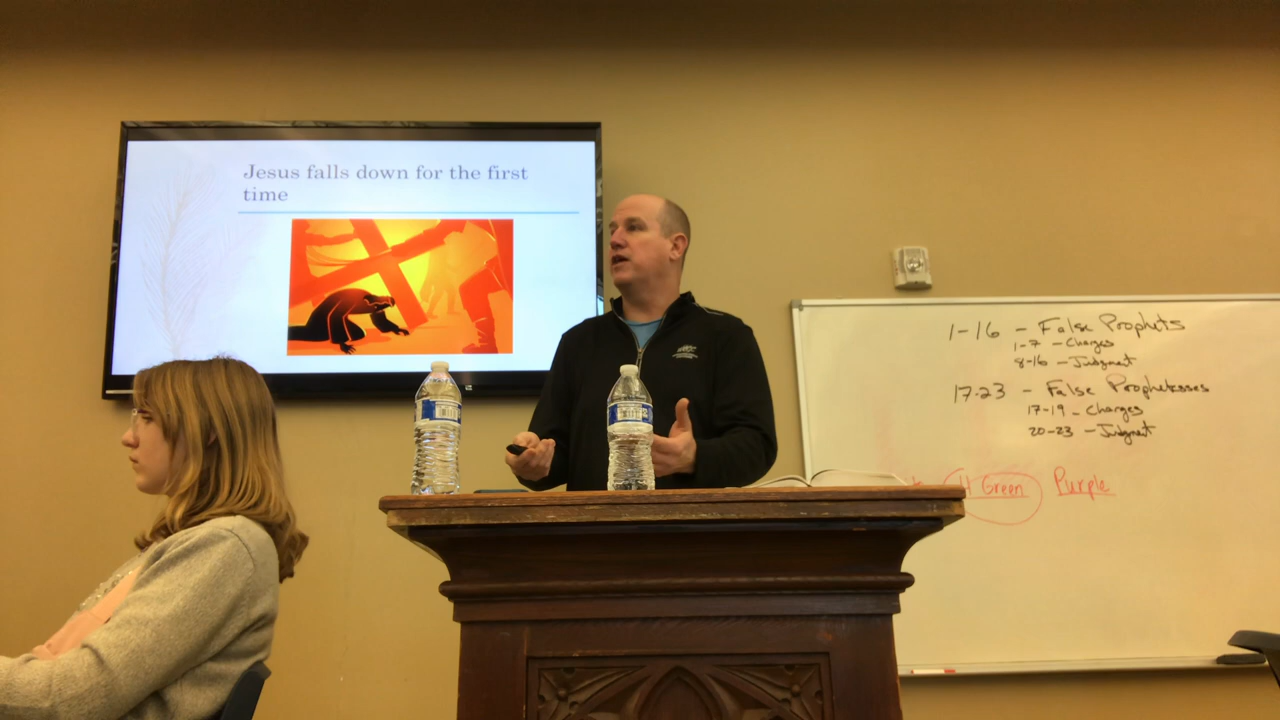 Jesus falls down for the first
time
1-16 - False Prophets
1-7 - Charges
8-16 - Judgment
17-23 - False Prophetesses
17-19 - Charges
20-23 - Judgment
Green Purple